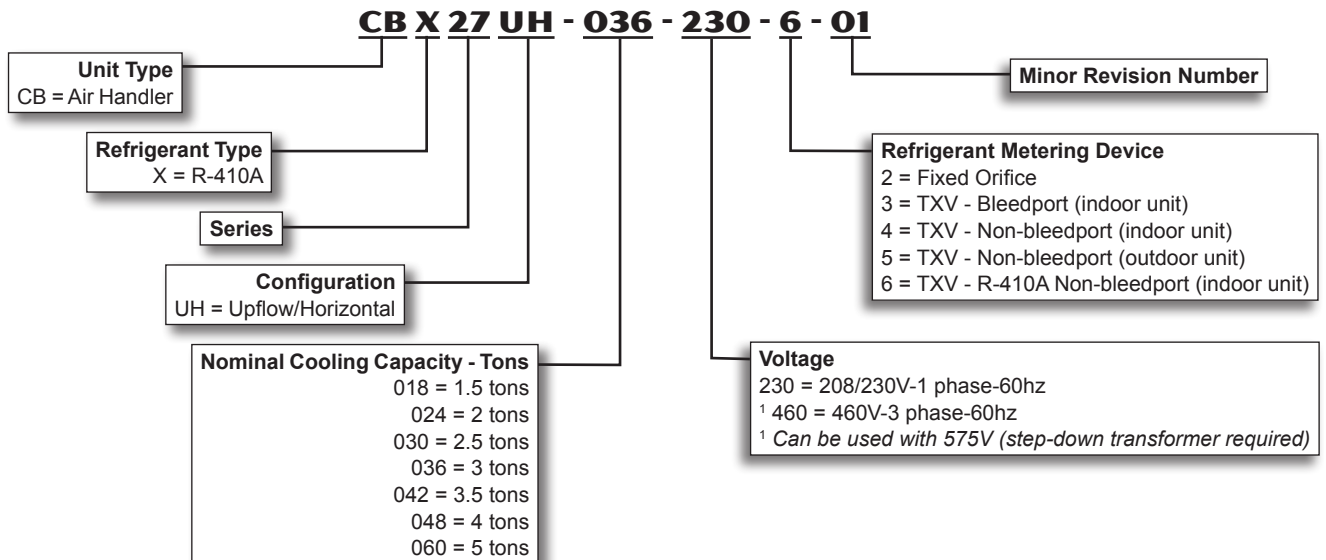 CB X 27 UH - 036 - 230 - 6 - 01
Unit Type
CB = Air Handler
Refrigerant Type
X = R-410A
Series
Configuration
UH = Upflow/Horizontal
Nominal Cooling Capacity - Tons
018 = 1.5 tons
024 = 2 tons
030 = 2.5 tons
036 = 3 tons
042 = 3.5 tons
048 = 4 tons
060 = 5 tons
Minor Revision Number
Refrigerant Metering Device
2 = Fixed Orifice
3 = TXV - Bleedport (indoor unit)
4 = TXV - Non-bleedport (indoor unit)
5 = TXV - Non-bleedport (outdoor unit)
6 = TXV - R-410A Non-bleedport (indoor unit)
Voltage
230 = 208/230V-1 phase-60hz
¹ 460 = 460V-3 phase-60hz
¹ Can be used with 575V (step-down transformer required)